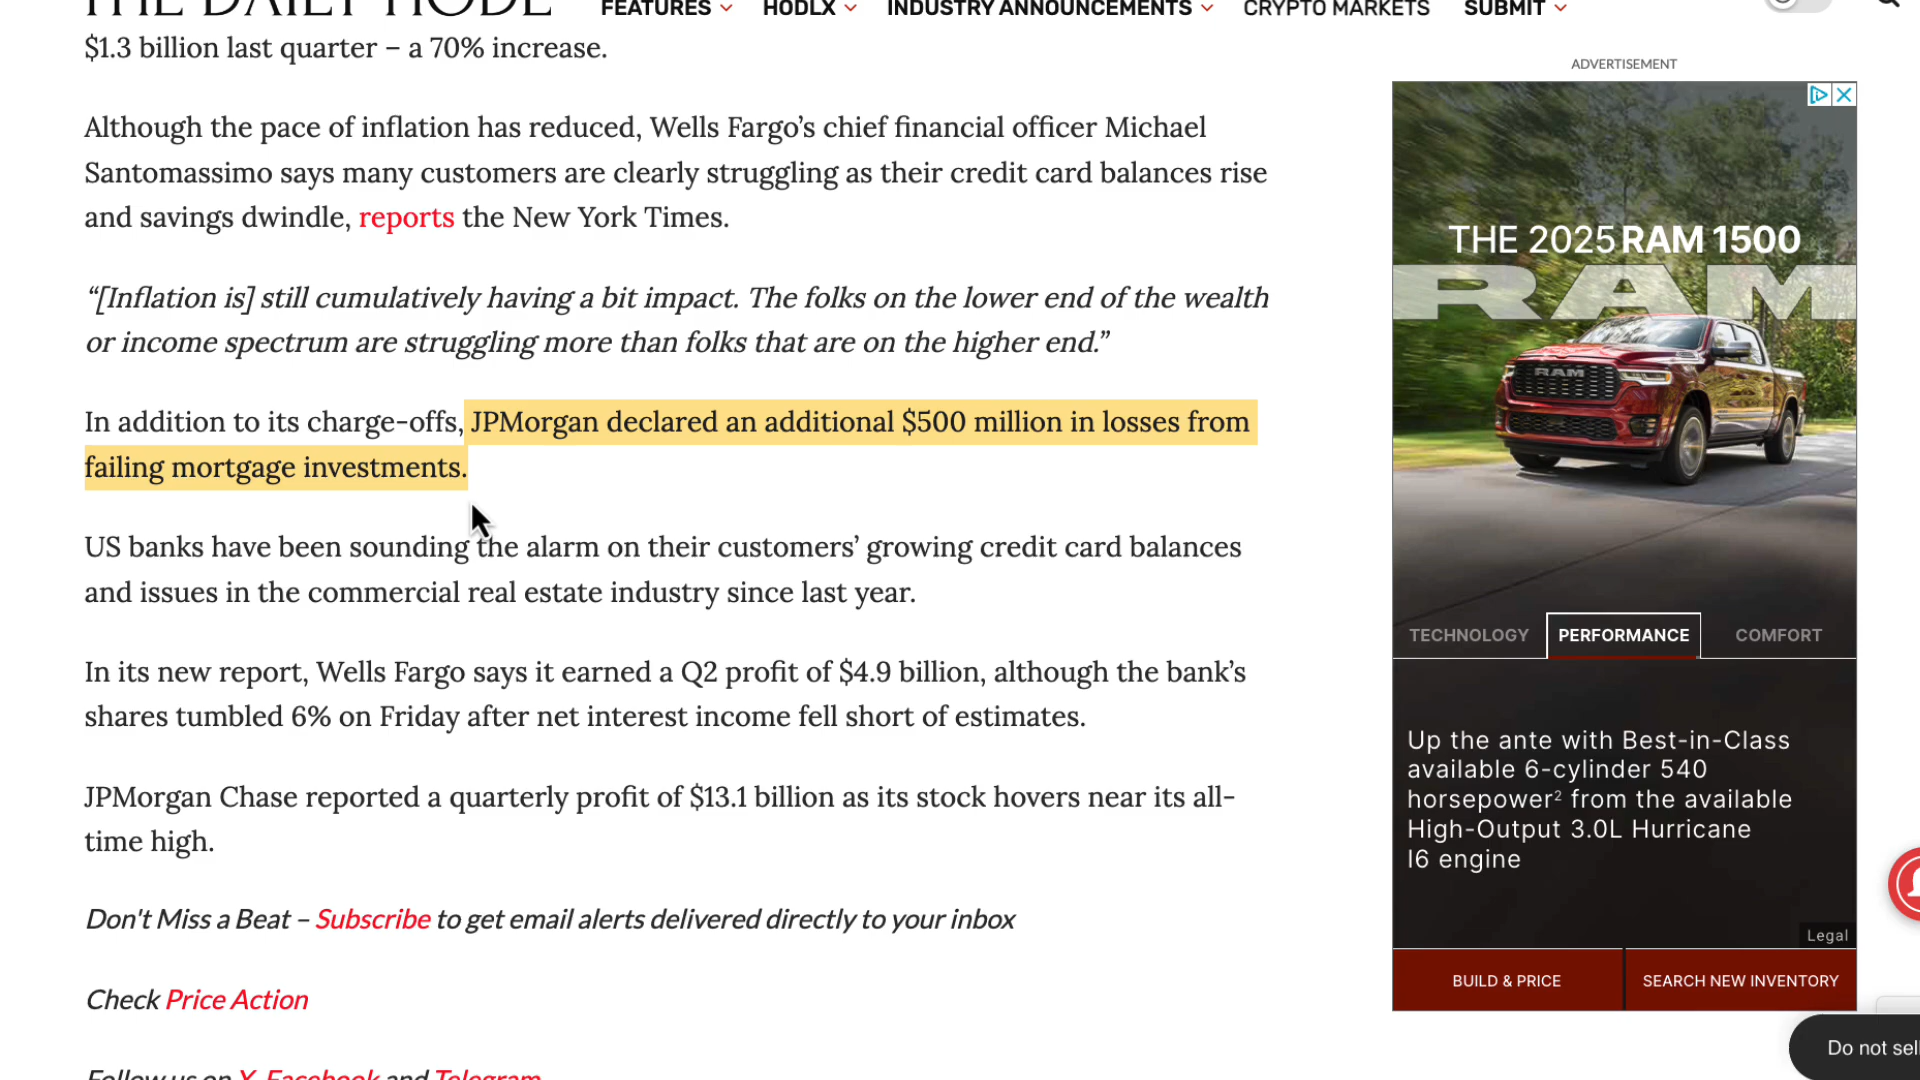 THE DAILY HODL
FEATURES
HODLX
INDUSTRY ANNOUNCEMENTS
CRYPTO MARKETS
SUBMIT
$1.3 billion last quarter – a 70% increase.
Although the pace of inflation has reduced, Wells Fargo’s chief financial officer Michael
Santomassimo says many customers are clearly struggling as their credit card balances rise
and savings dwindle, reports the New York Times.
“[Inflation is] still cumulatively having a bit impact. The folks on the lower end of the wealth
or income spectrum are struggling more than folks that are on the higher end.”
In addition to its charge-offs, JPMorgan declared an additional $500 million in losses from
failing mortgage investments.
US banks have been sounding the alarm on their customers’ growing credit card balances
and issues in the commercial real estate industry since last year.
In its new report, Wells Fargo says it earned a Q2 profit of $4.9 billion, although the bank’s
shares tumbled 6% on Friday after net interest income fell short of estimates.
JPMorgan Chase reported a quarterly profit of $13.1 billion as its stock hovers near its all-
time high.
Don't Miss a Beat – Subscribe to get email alerts delivered directly to your inbox
Check Price Action
Follow us on X, Facebook and Telegram
ADVERTISEMENT
THE 2025 RAM 1500
RAM
RAM
TECHNOLOGY
PERFORMANCE
COMFORT
Up the ante with Best-in-Class
available 6-cylinder 540
horsepower² from the available
High-Output 3.0L Hurricane
I6 engine
Legal
BUILD & PRICE
SEARCH NEW INVENTORY
Do not sell